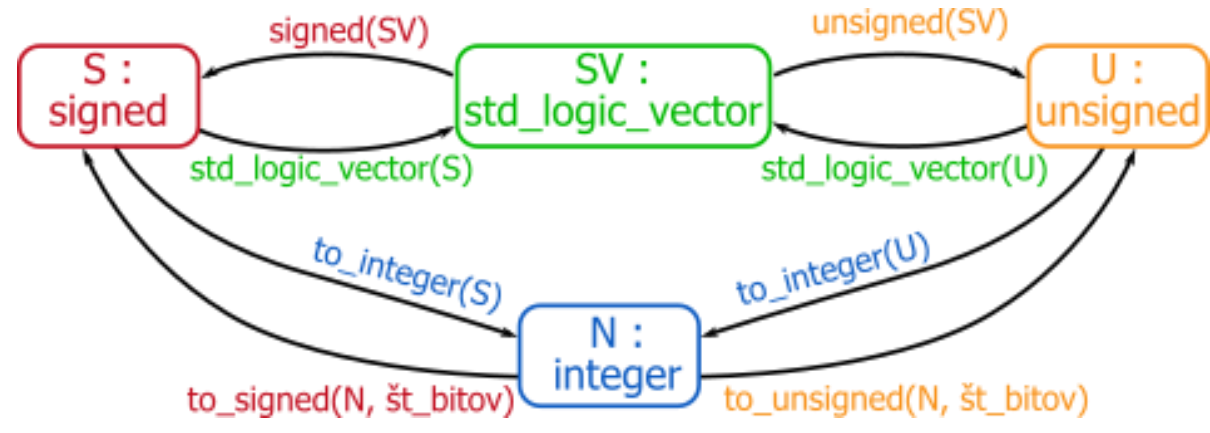 signed(SV)
unsigned(SV)
S :
signed
SV :
std_logic_vector
U :
unsigned
std_logic_vector(S)
std_logic_vector(U)
to_integer(S)
to_integer(U)
N :
integer
to_signed(N, št_bitov)
to_unsigned(N, št_bitov)